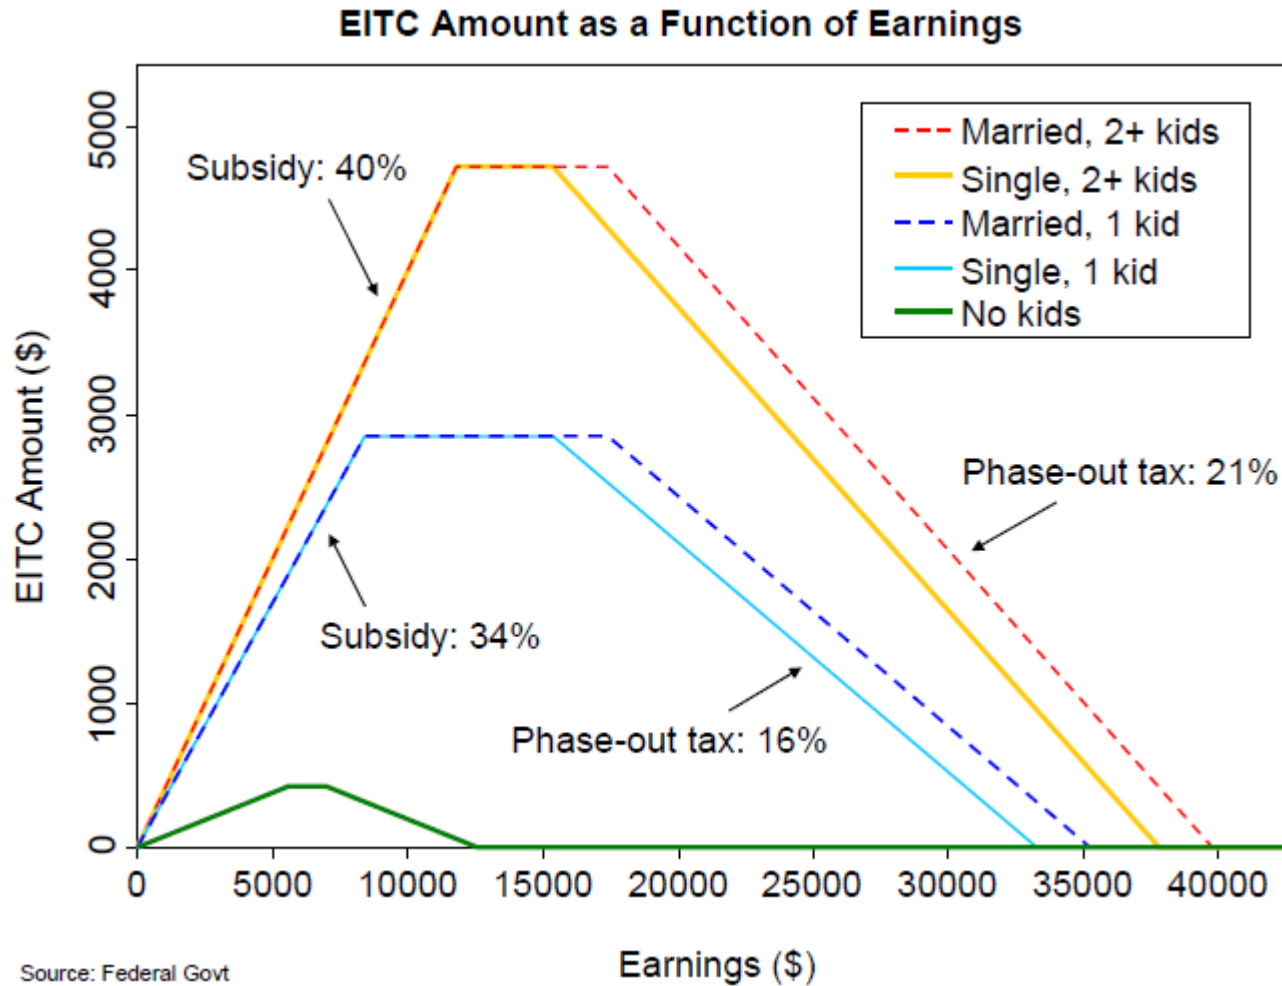 EITC Amount as a Function of Earnings
EITC Amount ($)
5000
4000
3000
2000
1000
0
Subsidy: 40%
Married, 2+ kids
Single, 2+ kids
Married, 1 kid
Single, 1 kid
No kids
Phase-out tax: 21%
Subsidy: 34%
Phase-out tax: 16%
0 5000 10000 15000 20000 25000 30000 35000 40000
Earnings ($)
Source: Federal Govt